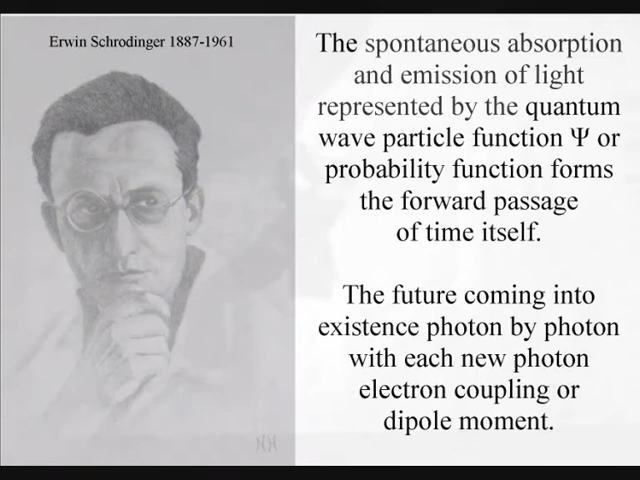 Erwin Schrodinger 1887-1961
The spontaneous absorption
and emission of light
represented by the quantum
wave particle function Ψ or
probability function forms
the forward passage
of time itself.
The future coming into
existence photon by photon
with each new photon
electron coupling or
dipole moment.